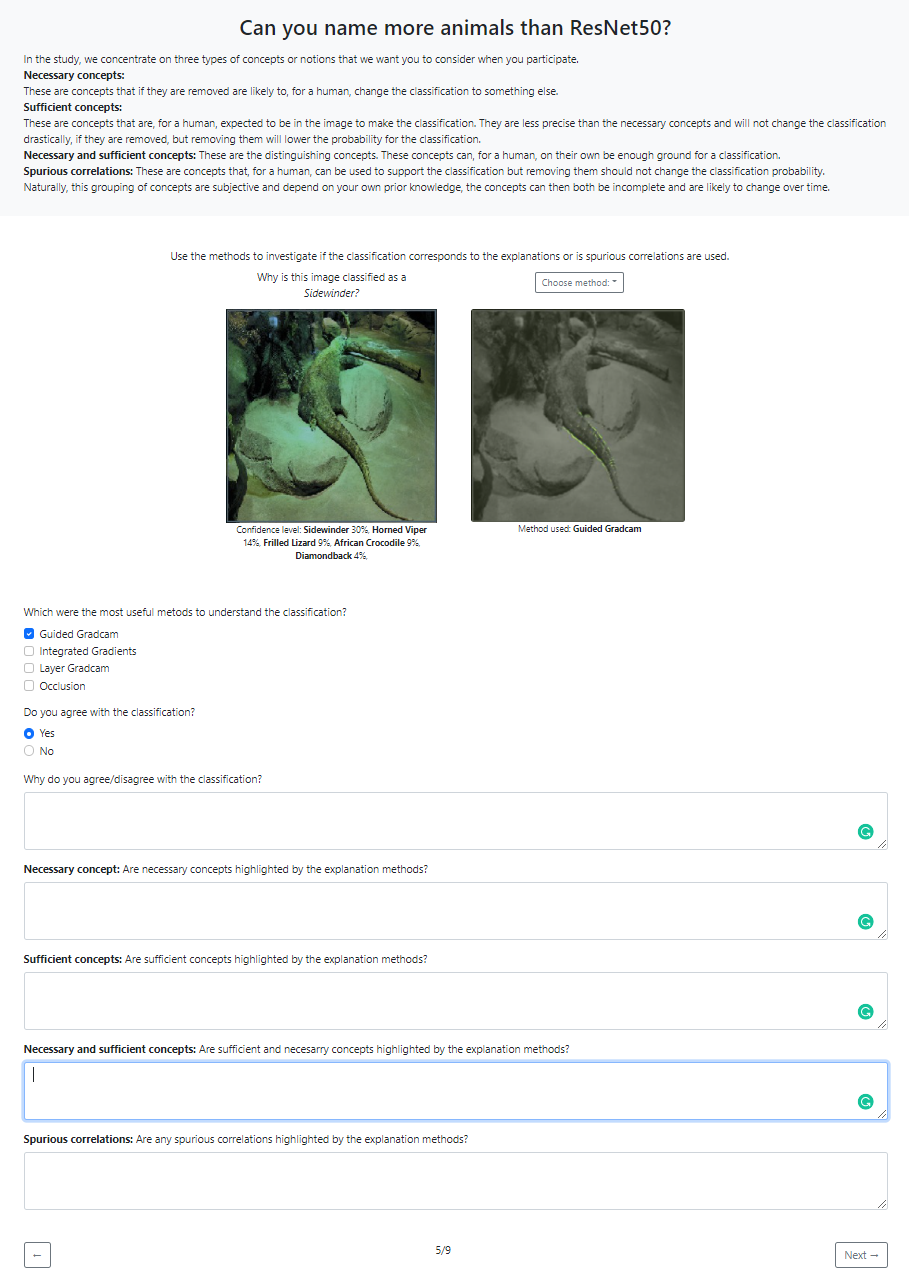 Can you name more animals than ResNet50?
In the study, we concentrate on three types of concepts or notions that we want you to consider when you participate.
Necessary concepts:
These are concepts that if they are removed are likely to, for a human, change the classification to something else.
Sufficient concepts:
These are concepts that are, for a human, expected to be in the image to make the classification. They are less precise than the necessary concepts and will not change the classification
drastically, if they are removed, but removing them will lower the probability for the classification.
Necessary and sufficient concepts: These are the distinguishing concepts. These concepts can, for a human, on their own be enough ground for a classification.
Spurious correlations: These are concepts that, for a human, can be used to support the classification but removing them should not change the classification probability.
Naturally, this grouping of concepts are subjective and depend on your own prior knowledge, the concepts can then both be incomplete and are likely to change over time.
Use the methods to investigate if the classification corresponds to the explanations or is spurious correlations are used.
Why is this image classified as a
Sidewinder?
Choose method:
Confidence level: Sidewinder 30%, Horned Viper
14%, Frilled Lizard 9%, African Crocodile 9%,
Diamondback 4%,
Method used: Guided Gradcam
Which were the most useful metods to understand the classification?
Guided Gradcam
Integrated Gradients
Layer Gradcam
Occlusion
Do you agree with the classification?
Yes
No
Why do you agree/disagree with the classification?
Necessary concept: Are necessary concepts highlighted by the explanation methods?
Sufficient concepts: Are sufficient concepts highlighted by the explanation methods?
Necessary and sufficient concepts: Are sufficient and necesarry concepts highlighted by the explanation methods?
Spurious correlations: Are any spurious correlations highlighted by the explanation methods?
← 5/9 Next →